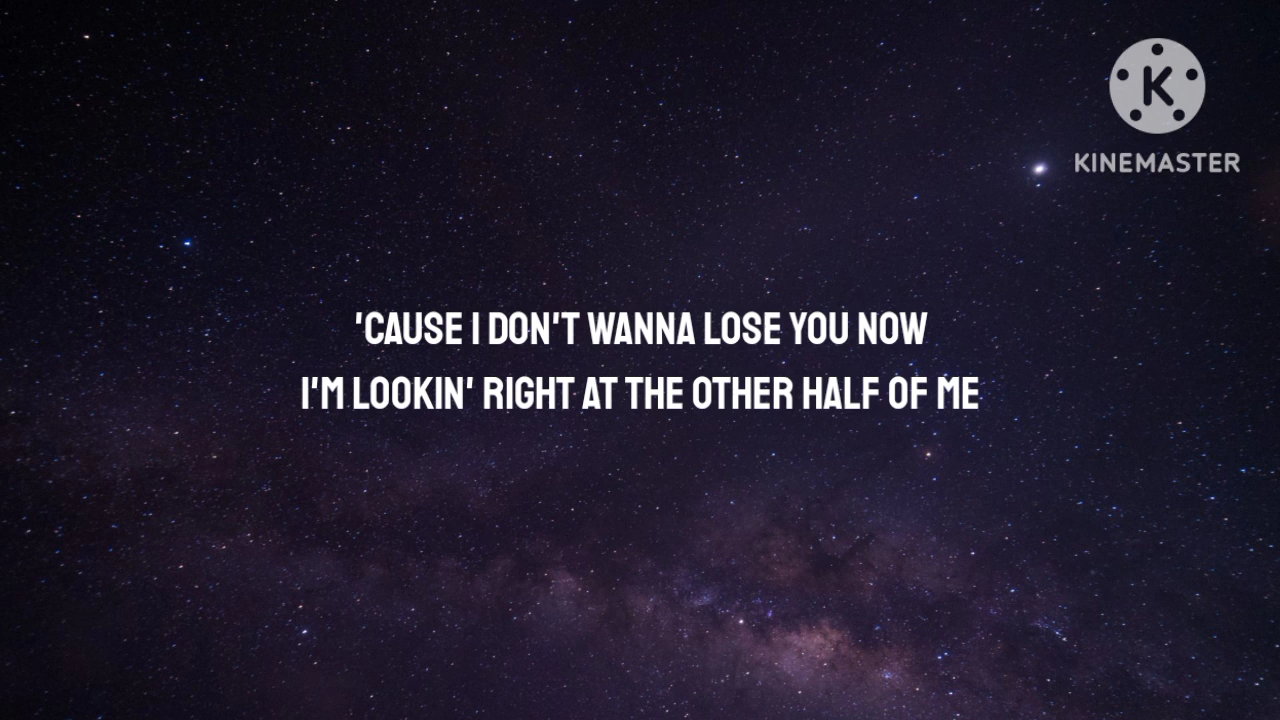 K
KINEMASTER
'CAUSE I DON'T WANNA LOSE YOU NOW
I'M LOOKIN' RIGHT AT THE OTHER HALF OF ME